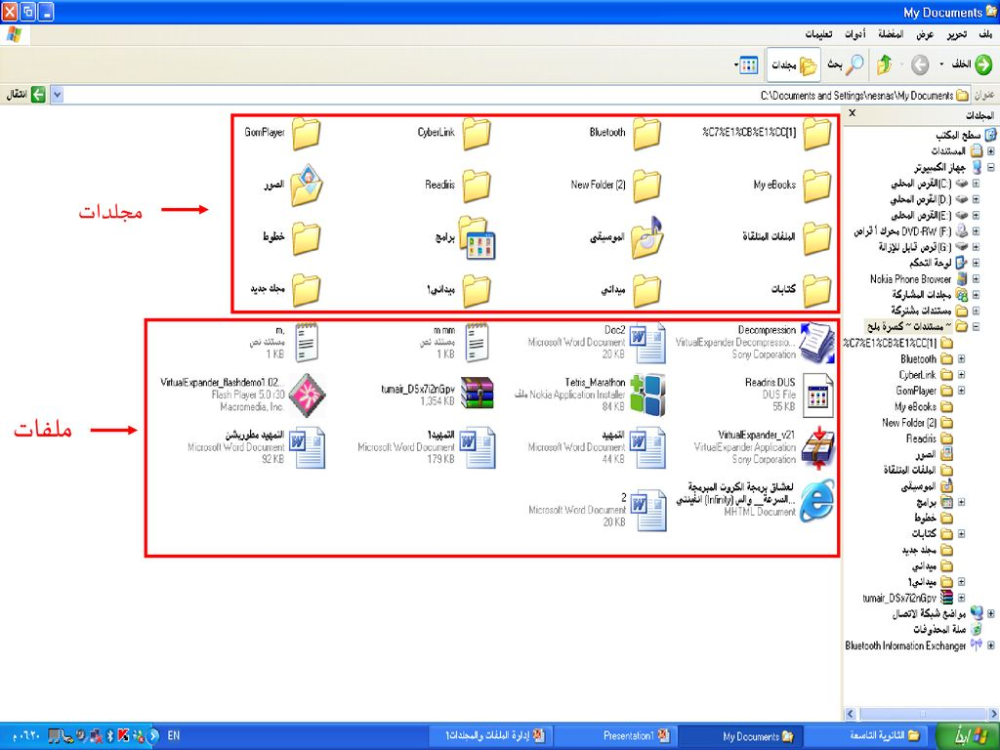 My Documents
ملف تحرير عرض المفضلة أدوات تعليمات
الخلف بحث مجلدات
عنوان C:\Documents and Settings\nesnas\My Documents انتقال
المجلدات
سطح المكتب
المستندات
جهاز الكمبيوتر
القرص المحلي (C:)
القرص المحلي (D:)
القرص المحلي (E:)
محرك أقراص DVD-RW (F:)
قرص قابل للإزالة (G:)
لوحة التحكم
Nokia Phone Browser
مجلدات المشاركة
مستندات مشتركة
مستندات ~ كسرة ملح ~
%C7%E1%CB%E1%CC[1]
Bluetooth
CyberLink
GomPlayer
My eBooks
New Folder (2)
Readiris
الصور
الملفات المتلقاة
الموسيقى
برامج
خطوط
كتابات
مجلد جديد
ميداني
ميداني1
tumair_DSx7i2nGpv
مواضع شبكة الاتصال
سلة المحذوفات
Bluetooth Information Exchanger
%C7%E1%CB%E1%CC[1]
Bluetooth
CyberLink
GomPlayer
My eBooks
New Folder (2)
Readiris
الصور
الملفات المتلقاة
الموسيقى
برامج
خطوط
كتابات
ميداني
ميداني1
مجلد جديد
مجلدات
Decompression
VirtualExpander Decompressio...
Sony Corporation
Doc2
Microsoft Word Document
20 KB
m mm
مستند نص
1 KB
m,
مستند نص
1 KB
Readiris.DUS
DUS File
55 KB
Tetris_Marathon
ملف Nokia Application Installer
84 KB
tumair_DSx7i2nGpv
1,354 KB
VirtualExpander_flashdemo1.02...
Flash Player 5.0 r30
Macromedia, Inc.
VirtualExpander_v21
VirtualExpander Application
Sony Corporation
التمهيد
Microsoft Word Document
44 KB
التمهيد1
Microsoft Word Document
179 KB
التمهيد مطوريشن
Microsoft Word Document
92 KB
لعشاق برمجة الكروت المبرمجة
السرعة__ والس (Infinity) انفينتي...
MHTML Document
2
Microsoft Word Document
20 KB
ملفات
ابدأ
الثانوية التاسعة
My Documents
Presentation1
إدارة الملفات والمجلدات1
EN
٠٦:٢٠ م